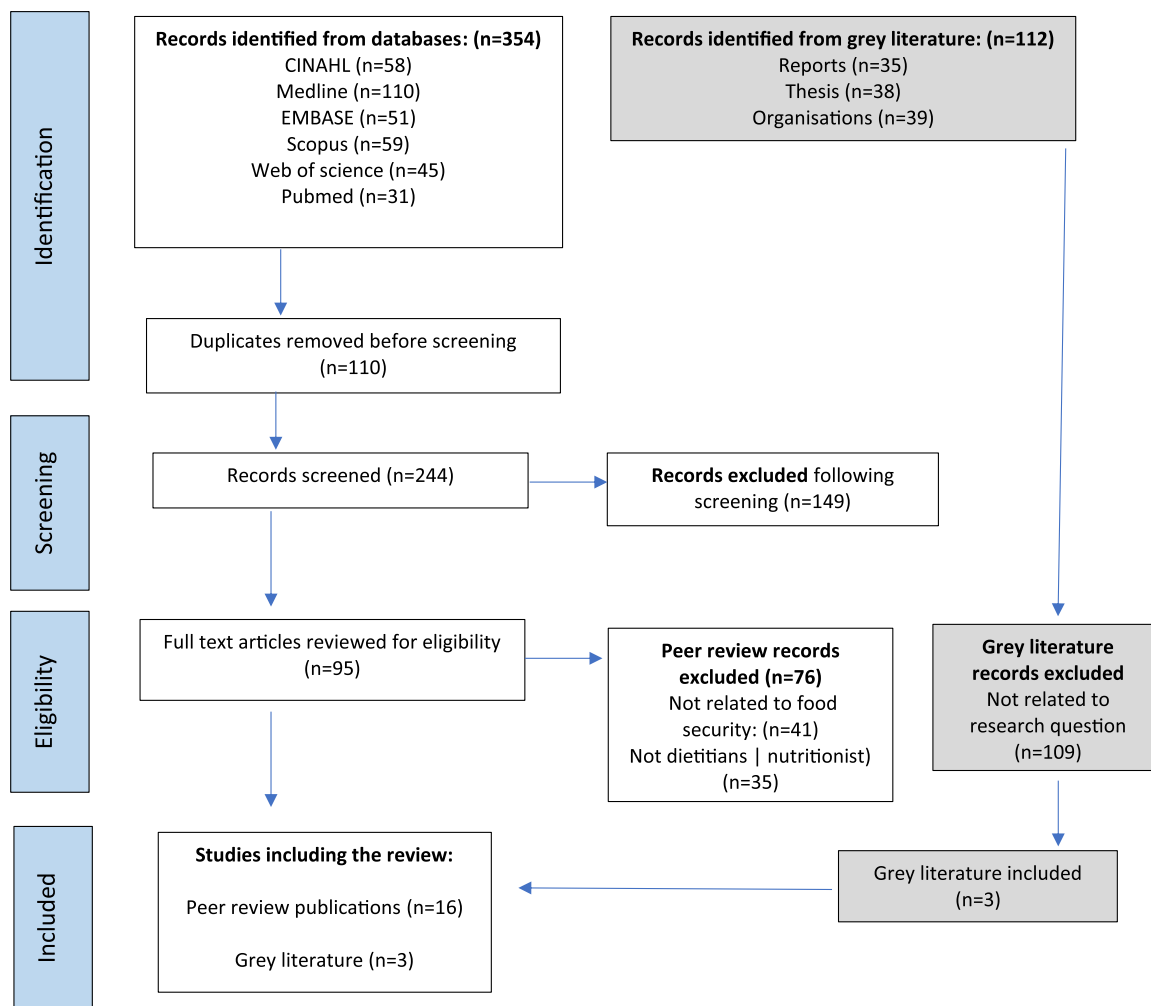 Identification
Records identified from databases: (n=354)
CINAHL (n=58)
Medline (n=110)
EMBASE (n=51)
Scopus (n=59)
Web of science (n=45)
Pubmed (n=31)
Records identified from grey literature: (n=112)
Reports (n=35)
Thesis (n=38)
Organisations (n=39)
Duplicates removed before screening
(n=110)
Screening
Records screened (n=244)
Records excluded following
screening (n=149)
Eligibility
Full text articles reviewed for eligibility
(n=95)
Peer review records
excluded (n=76)
Not related to food
security: (n=41)
Not dietitians | nutritionist)
(n=35)
Grey literature
records excluded
Not related to
research question
(n=109)
Included
Studies including the review:
Peer review publications (n=16)
Grey literature (n=3)
Grey literature included
(n=3)